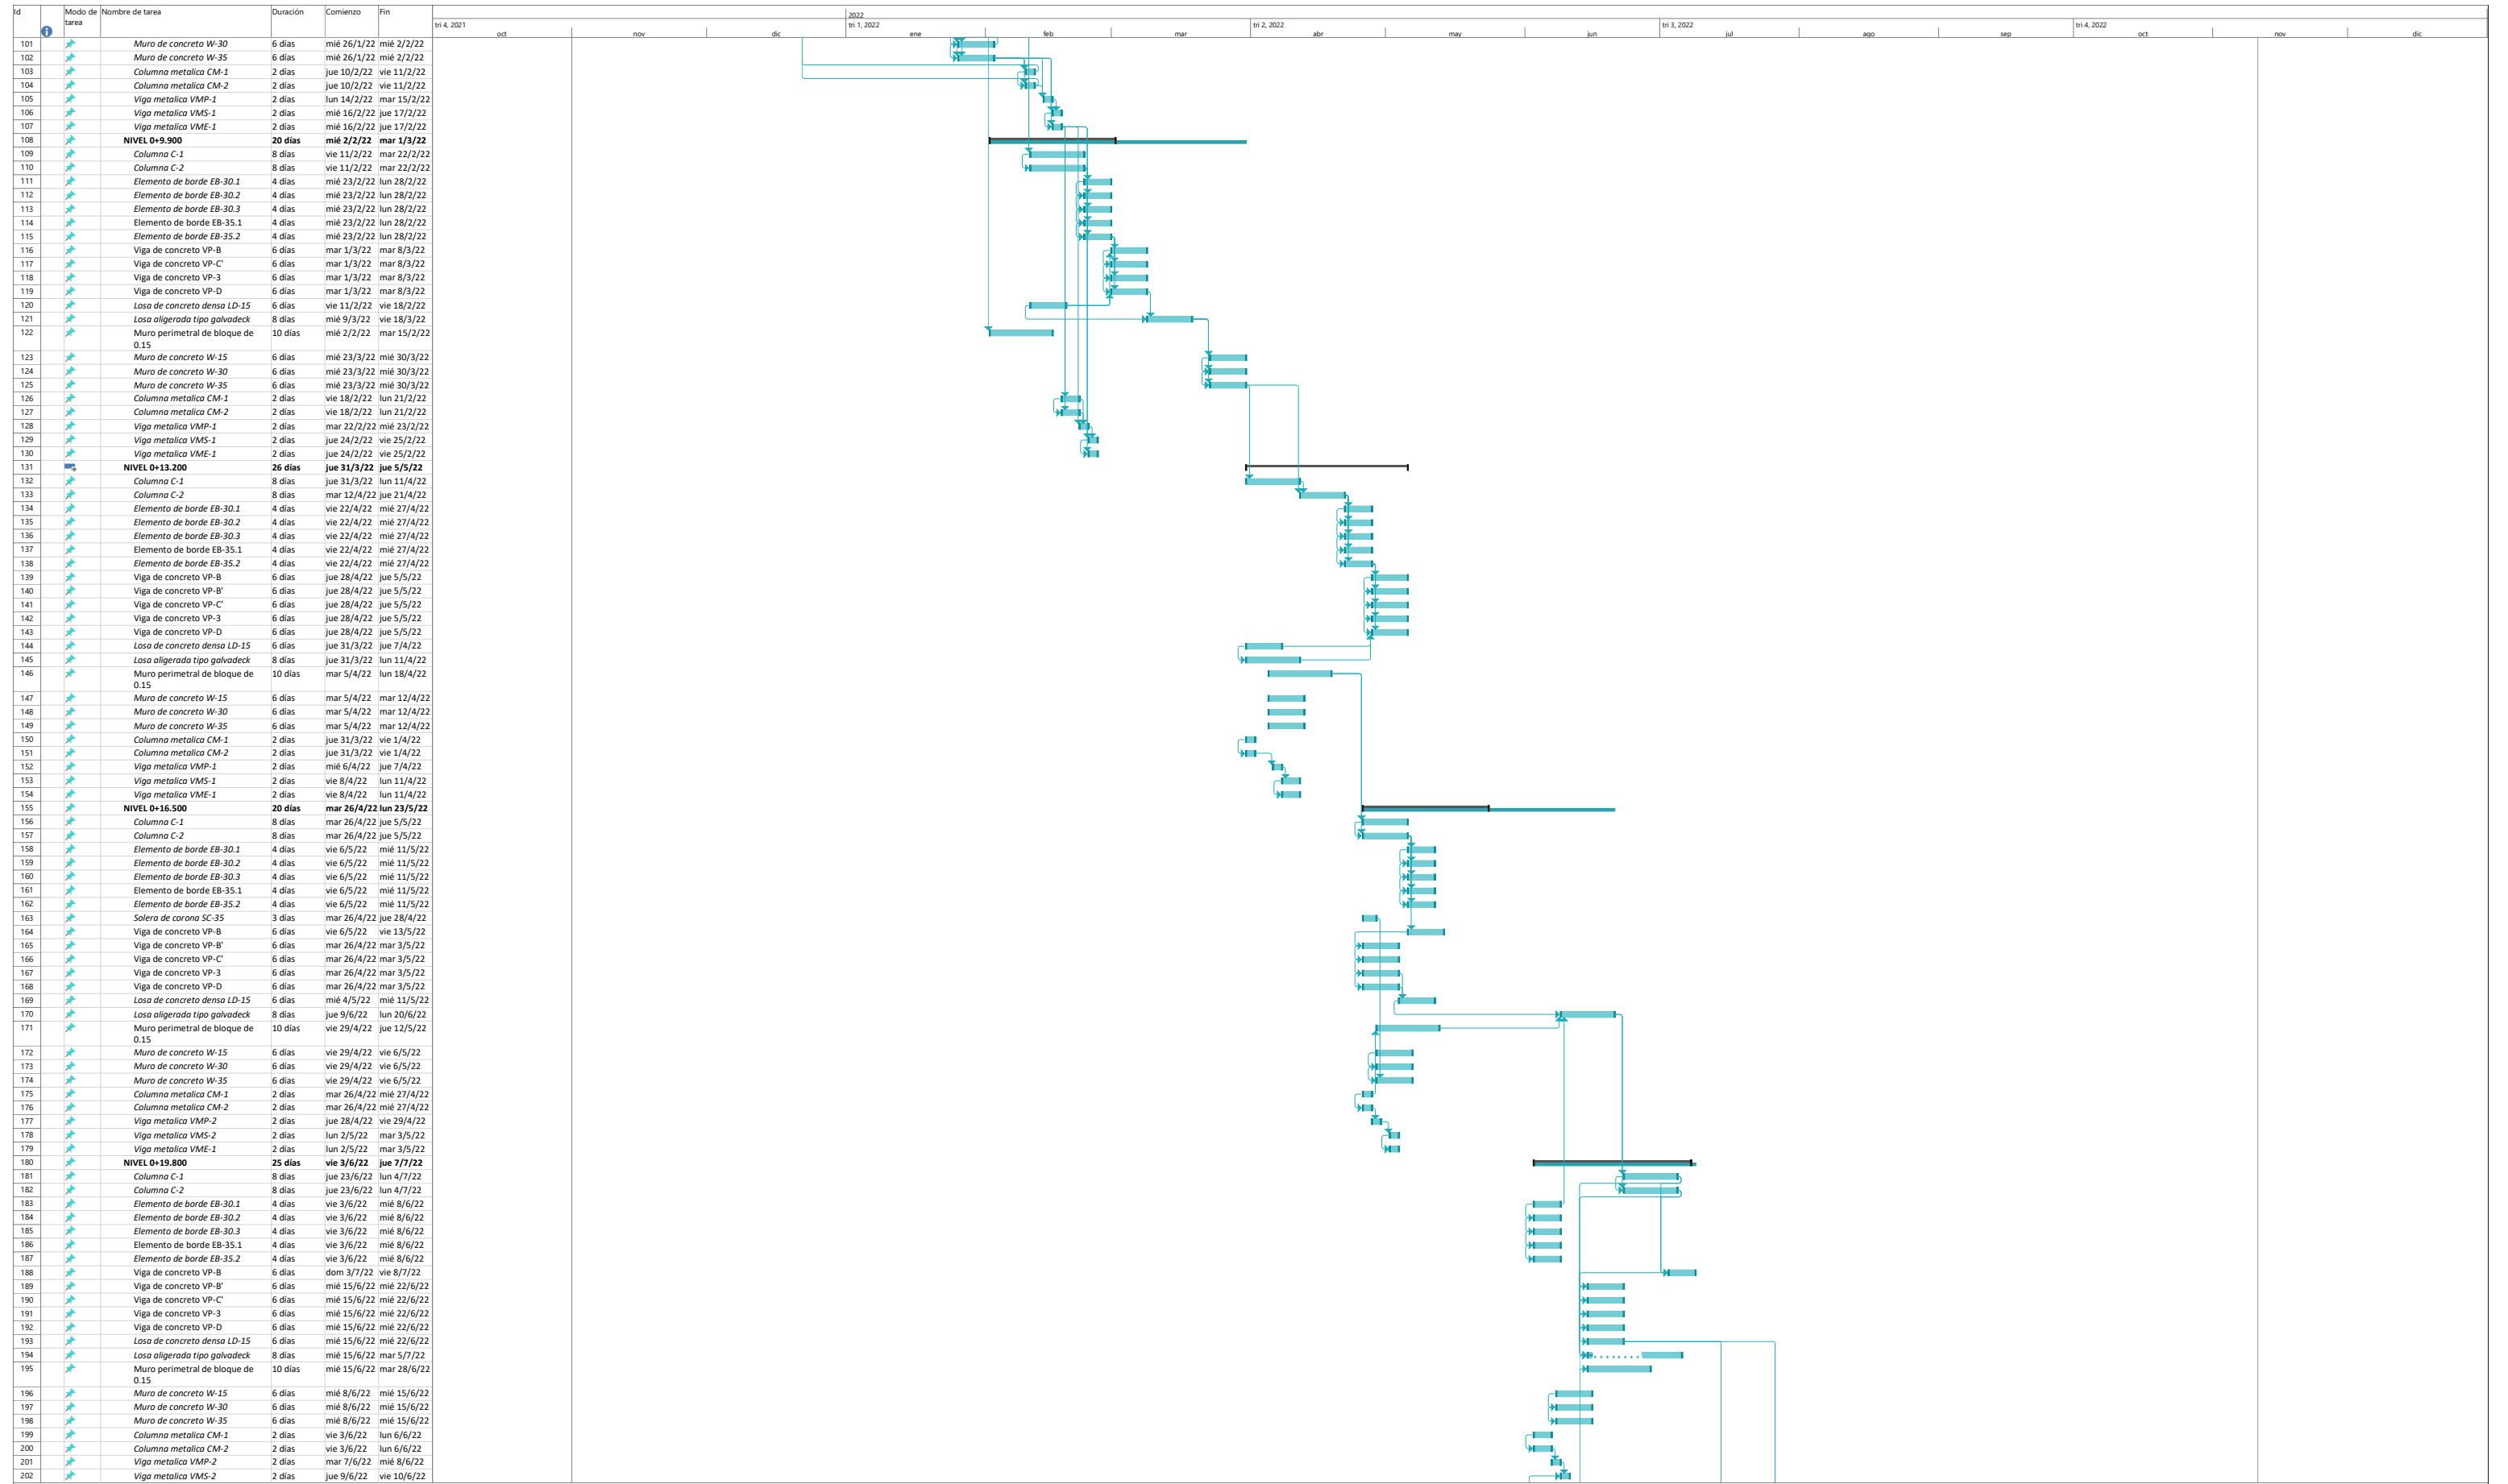 Id Modo de tarea Nombre de tarea Duración Comienzo Fin
tri 4, 2021 2022 tri 1, 2022 tri 2, 2022 tri 3, 2022 tri 4, 2022
oct nov dic ene feb mar abr may jun jul ago sep oct nov dic
101 Muro de concreto W-30 6 días mié 26/1/22 mié 2/2/22
102 Muro de concreto W-35 6 días mié 26/1/22 mié 2/2/22
103 Columna metalica CM-1 2 días jue 10/2/22 vie 11/2/22
104 Columna metalica CM-2 2 días jue 10/2/22 vie 11/2/22
105 Viga metalica VMP-1 2 días lun 14/2/22 mar 15/2/22
106 Viga metalica VMS-1 2 días mié 16/2/22 jue 17/2/22
107 Viga metalica VME-1 2 días mié 16/2/22 jue 17/2/22
108 NIVEL 0+9.900 20 días mié 2/2/22 mar 1/3/22
109 Columna C-1 8 días vie 11/2/22 mar 22/2/22
110 Columna C-2 8 días vie 11/2/22 mar 22/2/22
111 Elemento de borde EB-30.1 4 días mié 23/2/22 lun 28/2/22
112 Elemento de borde EB-30.2 4 días mié 23/2/22 lun 28/2/22
113 Elemento de borde EB-30.3 4 días mié 23/2/22 lun 28/2/22
114 Elemento de borde EB-35.1 4 días mié 23/2/22 lun 28/2/22
115 Elemento de borde EB-35.2 4 días mié 23/2/22 lun 28/2/22
116 Viga de concreto VP-B 6 días mar 1/3/22 mar 8/3/22
117 Viga de concreto VP-C' 6 días mar 1/3/22 mar 8/3/22
118 Viga de concreto VP-3 6 días mar 1/3/22 mar 8/3/22
119 Viga de concreto VP-D 6 días mar 1/3/22 mar 8/3/22
120 Losa de concreto densa LD-15 6 días vie 11/2/22 vie 18/2/22
121 Losa aligerada tipo galvadeck 8 días mié 9/3/22 vie 18/3/22
122 Muro perimetral de bloque de 0.15 10 días mié 2/2/22 mar 15/2/22
123 Muro de concreto W-15 6 días mié 23/3/22 mié 30/3/22
124 Muro de concreto W-30 6 días mié 23/3/22 mié 30/3/22
125 Muro de concreto W-35 6 días mié 23/3/22 mié 30/3/22
126 Columna metalica CM-1 2 días vie 18/2/22 lun 21/2/22
127 Columna metalica CM-2 2 días vie 18/2/22 lun 21/2/22
128 Viga metalica VMP-1 2 días mar 22/2/22 mié 23/2/22
129 Viga metalica VMS-1 2 días jue 24/2/22 vie 25/2/22
130 Viga metalica VME-1 2 días jue 24/2/22 vie 25/2/22
131 NIVEL 0+13.200 26 días jue 31/3/22 jue 5/5/22
132 Columna C-1 8 días jue 31/3/22 lun 11/4/22
133 Columna C-2 8 días mar 12/4/22 jue 21/4/22
134 Elemento de borde EB-30.1 4 días vie 22/4/22 mié 27/4/22
135 Elemento de borde EB-30.2 4 días vie 22/4/22 mié 27/4/22
136 Elemento de borde EB-30.3 4 días vie 22/4/22 mié 27/4/22
137 Elemento de borde EB-35.1 4 días vie 22/4/22 mié 27/4/22
138 Elemento de borde EB-35.2 4 días vie 22/4/22 mié 27/4/22
139 Viga de concreto VP-B 6 días jue 28/4/22 jue 5/5/22
140 Viga de concreto VP-B' 6 días jue 28/4/22 jue 5/5/22
141 Viga de concreto VP-C' 6 días jue 28/4/22 jue 5/5/22
142 Viga de concreto VP-3 6 días jue 28/4/22 jue 5/5/22
143 Viga de concreto VP-D 6 días jue 28/4/22 jue 5/5/22
144 Losa de concreto densa LD-15 6 días jue 31/3/22 jue 7/4/22
145 Losa aligerada tipo galvadeck 8 días jue 31/3/22 lun 11/4/22
146 Muro perimetral de bloque de 0.15 10 días mar 5/4/22 lun 18/4/22
147 Muro de concreto W-15 6 días mar 5/4/22 mar 12/4/22
148 Muro de concreto W-30 6 días mar 5/4/22 mar 12/4/22
149 Muro de concreto W-35 6 días mar 5/4/22 mar 12/4/22
150 Columna metalica CM-1 2 días jue 31/3/22 vie 1/4/22
151 Columna metalica CM-2 2 días jue 31/3/22 vie 1/4/22
152 Viga metalica VMP-1 2 días mié 6/4/22 jue 7/4/22
153 Viga metalica VMS-1 2 días vie 8/4/22 lun 11/4/22
154 Viga metalica VME-1 2 días vie 8/4/22 lun 11/4/22
155 NIVEL 0+16.500 20 días mar 26/4/22 lun 23/5/22
156 Columna C-1 8 días mar 26/4/22 jue 5/5/22
157 Columna C-2 8 días mar 26/4/22 jue 5/5/22
158 Elemento de borde EB-30.1 4 días vie 6/5/22 mié 11/5/22
159 Elemento de borde EB-30.2 4 días vie 6/5/22 mié 11/5/22
160 Elemento de borde EB-30.3 4 días vie 6/5/22 mié 11/5/22
161 Elemento de borde EB-35.1 4 días vie 6/5/22 mié 11/5/22
162 Elemento de borde EB-35.2 4 días vie 6/5/22 mié 11/5/22
163 Solera de corona SC-35 3 días mar 26/4/22 jue 28/4/22
164 Viga de concreto VP-B 6 días vie 6/5/22 vie 13/5/22
165 Viga de concreto VP-B' 6 días mar 26/4/22 mar 3/5/22
166 Viga de concreto VP-C' 6 días mar 26/4/22 mar 3/5/22
167 Viga de concreto VP-3 6 días mar 26/4/22 mar 3/5/22
168 Viga de concreto VP-D 6 días mar 26/4/22 mar 3/5/22
169 Losa de concreto densa LD-15 6 días mié 4/5/22 mié 11/5/22
170 Losa aligerada tipo galvadeck 8 días jue 9/6/22 lun 20/6/22
171 Muro perimetral de bloque de 0.15 10 días vie 29/4/22 jue 12/5/22
172 Muro de concreto W-15 6 días vie 29/4/22 vie 6/5/22
173 Muro de concreto W-30 6 días vie 29/4/22 vie 6/5/22
174 Muro de concreto W-35 6 días vie 29/4/22 vie 6/5/22
175 Columna metalica CM-1 2 días mar 26/4/22 mié 27/4/22
176 Columna metalica CM-2 2 días mar 26/4/22 mié 27/4/22
177 Viga metalica VMP-2 2 días jue 28/4/22 vie 29/4/22
178 Viga metalica VMS-2 2 días lun 2/5/22 mar 3/5/22
179 Viga metalica VME-1 2 días lun 2/5/22 mar 3/5/22
180 NIVEL 0+19.800 25 días vie 3/6/22 jue 7/7/22
181 Columna C-1 8 días jue 23/6/22 lun 4/7/22
182 Columna C-2 8 días jue 23/6/22 lun 4/7/22
183 Elemento de borde EB-30.1 4 días vie 3/6/22 mié 8/6/22
184 Elemento de borde EB-30.2 4 días vie 3/6/22 mié 8/6/22
185 Elemento de borde EB-30.3 4 días vie 3/6/22 mié 8/6/22
186 Elemento de borde EB-35.1 4 días vie 3/6/22 mié 8/6/22
187 Elemento de borde EB-35.2 4 días vie 3/6/22 mié 8/6/22
188 Viga de concreto VP-B 6 días dom 3/7/22 vie 8/7/22
189 Viga de concreto VP-B' 6 días mié 15/6/22 mié 22/6/22
190 Viga de concreto VP-C' 6 días mié 15/6/22 mié 22/6/22
191 Viga de concreto VP-3 6 días mié 15/6/22 mié 22/6/22
192 Viga de concreto VP-D 6 días mié 15/6/22 mié 22/6/22
193 Losa de concreto densa LD-15 6 días mié 15/6/22 mié 22/6/22
194 Losa aligerada tipo galvadeck 8 días mié 15/6/22 mar 5/7/22
195 Muro perimetral de bloque de 0.15 10 días mié 15/6/22 mar 28/6/22
196 Muro de concreto W-15 6 días mié 8/6/22 mié 15/6/22
197 Muro de concreto W-30 6 días mié 8/6/22 mié 15/6/22
198 Muro de concreto W-35 6 días mié 8/6/22 mié 15/6/22
199 Columna metalica CM-1 2 días vie 3/6/22 lun 6/6/22
200 Columna metalica CM-2 2 días vie 3/6/22 lun 6/6/22
201 Viga metalica VMP-2 2 días mar 7/6/22 mié 8/6/22
202 Viga metalica VMS-2 2 días jue 9/6/22 vie 10/6/22